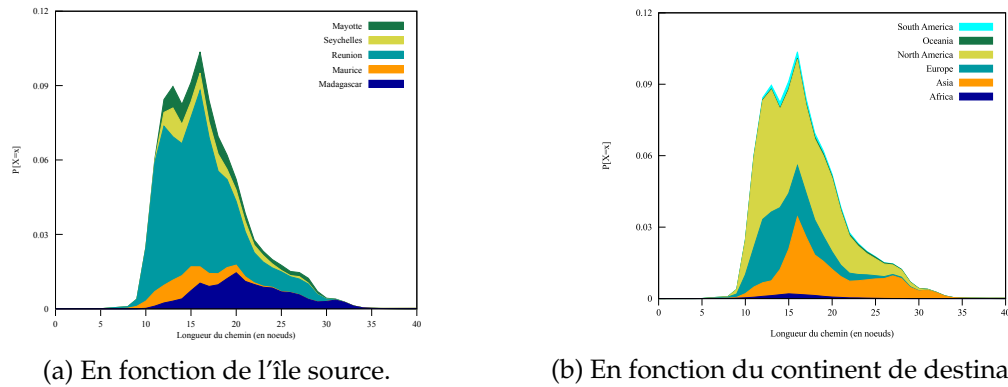 0.12
0.09
0.06
0.03
0
P[X=x]
Mayotte
Seychelles
Reunion
Maurice
Madagascar
0 5 10 15 20 25 30 35 40
Longueur du chemin (en noeuds)
(a) En fonction de l'île source.
0.12
0.09
0.06
0.03
0
P[X=x]
South America
Oceania
North America
Europe
Asia
Africa
0 5 10 15 20 25 30 35 40
Longueur du chemin (en noeuds)
(b) En fonction du continent de destina